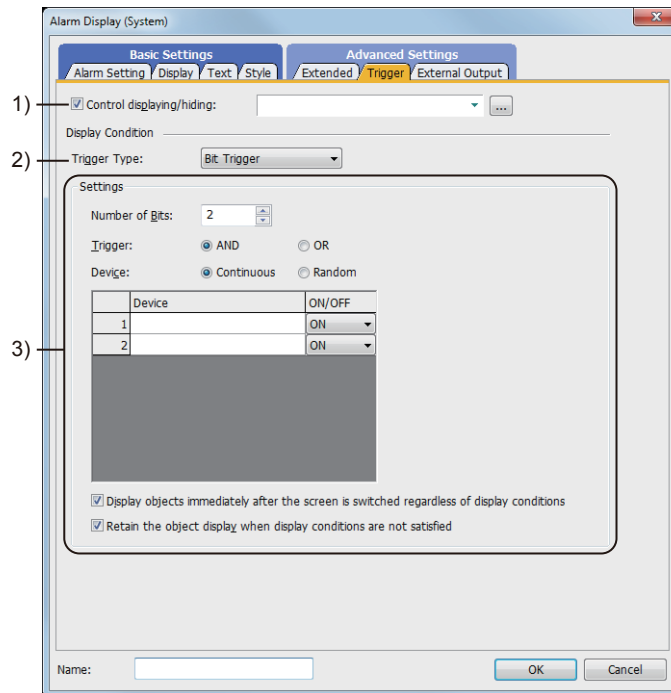 Alarm Display (System)
Basic Settings Advanced Settings
Alarm Setting Display Text Style Extended Trigger External Output
1) Control displaying/hiding: ...
Display Condition
2) Trigger Type: Bit Trigger
Settings
Number of Bits: 2
Trigger: AND OR
Device: Continuous Random
Device ON/OFF
1 ON
2 ON
3)
Display objects immediately after the screen is switched regardless of display conditions
Retain the object display when display conditions are not satisfied
Name: OK Cancel